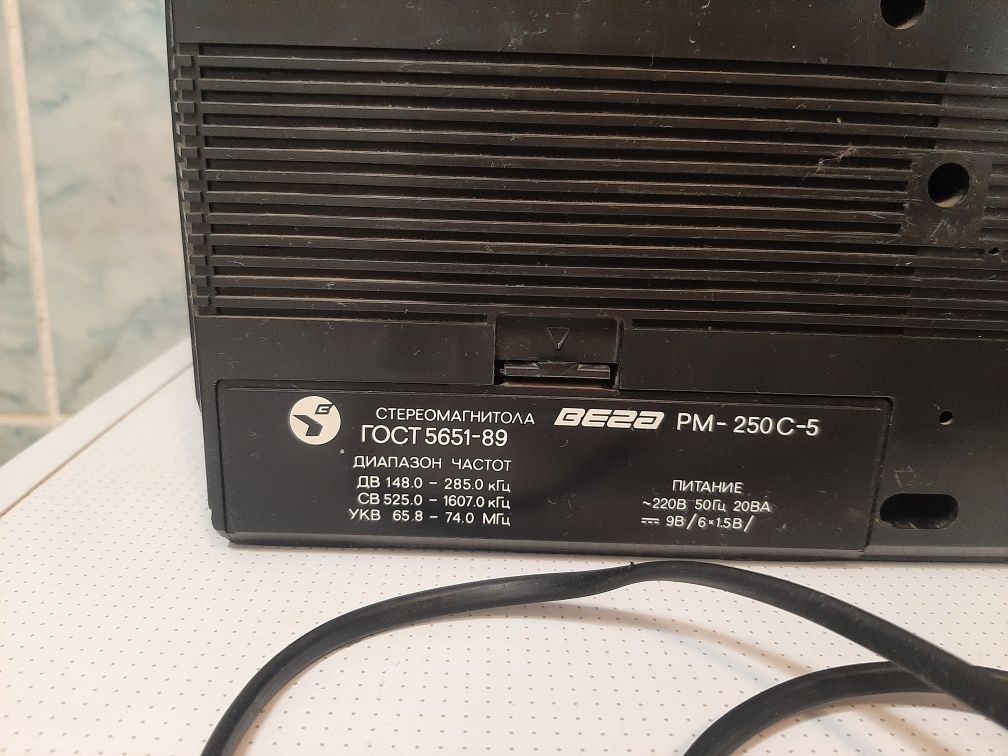 СТЕРЕОМАГНИТОЛА ВЕГА РМ-250С-5
ГОСТ 5651-89
ДИАПАЗОН ЧАСТОТ
ДВ 148.0 - 285.0 кГц
СВ 525.0 - 1607.0 кГц
УКВ 65.8 - 74.0 МГц
ПИТАНИЕ
~220В 50Гц 20ВА
⎓ 9В/6×1.5В/